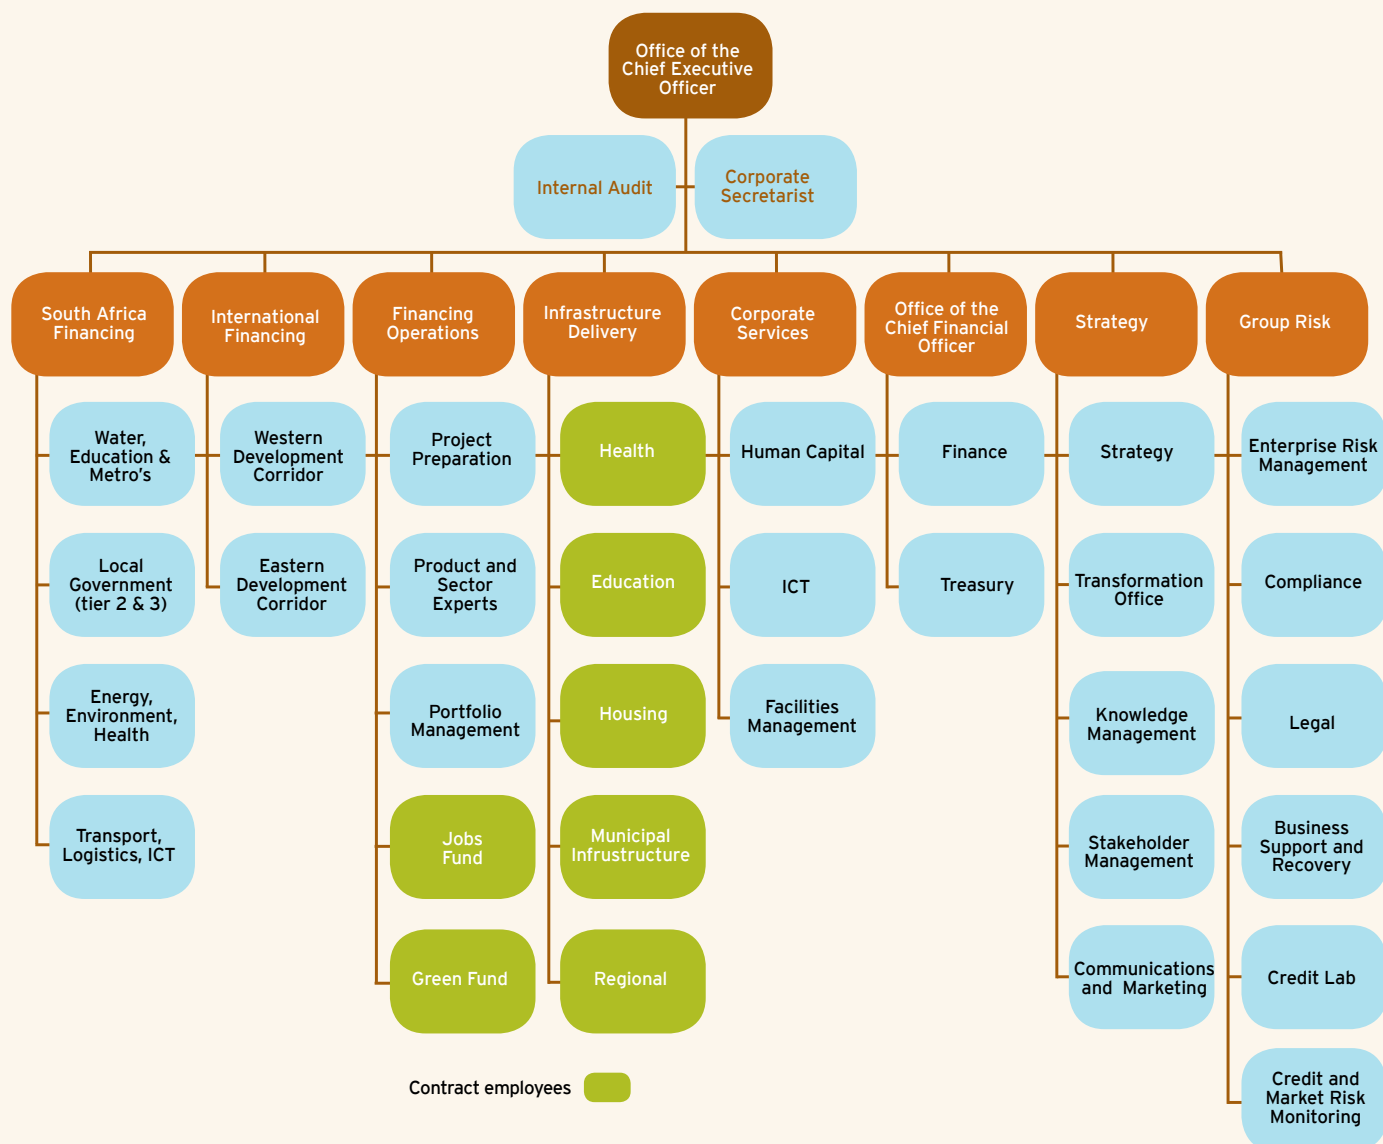 Office of the
Chief Executive
Officer
Internal Audit
Corporate
Secretarist
South Africa
Financing
International
Financing
Financing
Operations
Infrastructure
Delivery
Corporate
Services
Office of the
Chief Financial
Officer
Strategy
Group Risk
Water,
Education &
Metro's
Western
Development
Corridor
Project
Preparation
Health
Human Capital
Finance
Strategy
Enterprise Risk
Management
Local
Government
(tier 2 & 3)
Eastern
Development
Corridor
Product and
Sector
Experts
Education
ICT
Treasury
Transformation
Office
Compliance
Energy,
Environment,
Health
Portfolio
Management
Housing
Facilities
Management
Knowledge
Management
Legal
Transport,
Logistics, ICT
Jobs
Fund
Municipal
Infrustructure
Stakeholder
Management
Business
Support and
Recovery
Green Fund
Regional
Communications
and Marketing
Credit Lab
Contract employees
Credit and
Market Risk
Monitoring